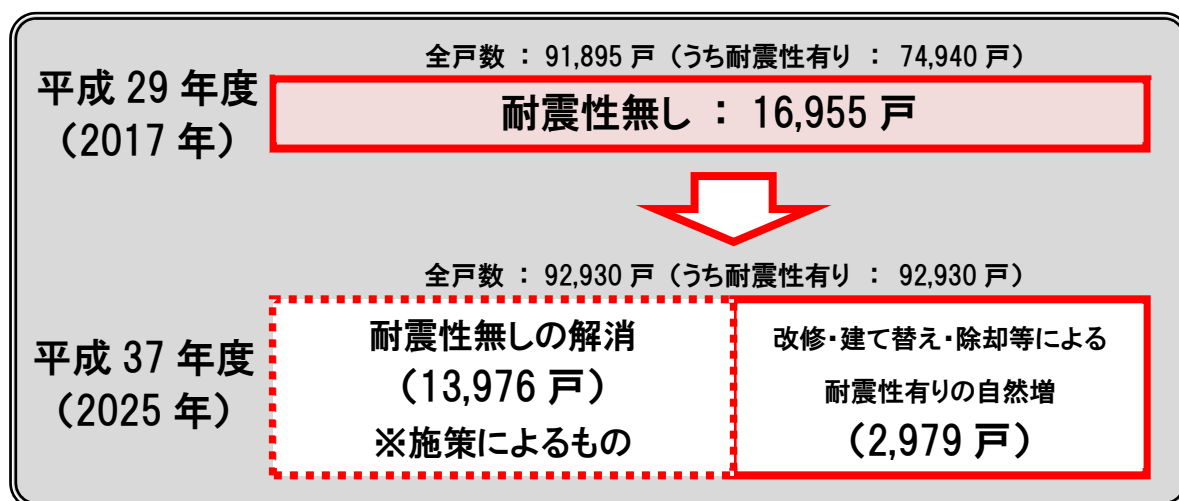 全戸数 : 91,895 戸（うち耐震性有り : 74,940 戸）
平成 29 年度
（2017 年）
耐震性無し : 16,955 戸
全戸数 : 92,930 戸（うち耐震性有り : 92,930 戸）
平成 37 年度
（2025 年）
耐震性無しの解消
（13,976 戸）
※施策によるもの
改修・建て替え・除却等による
耐震性有りの自然増
（2,979 戸）